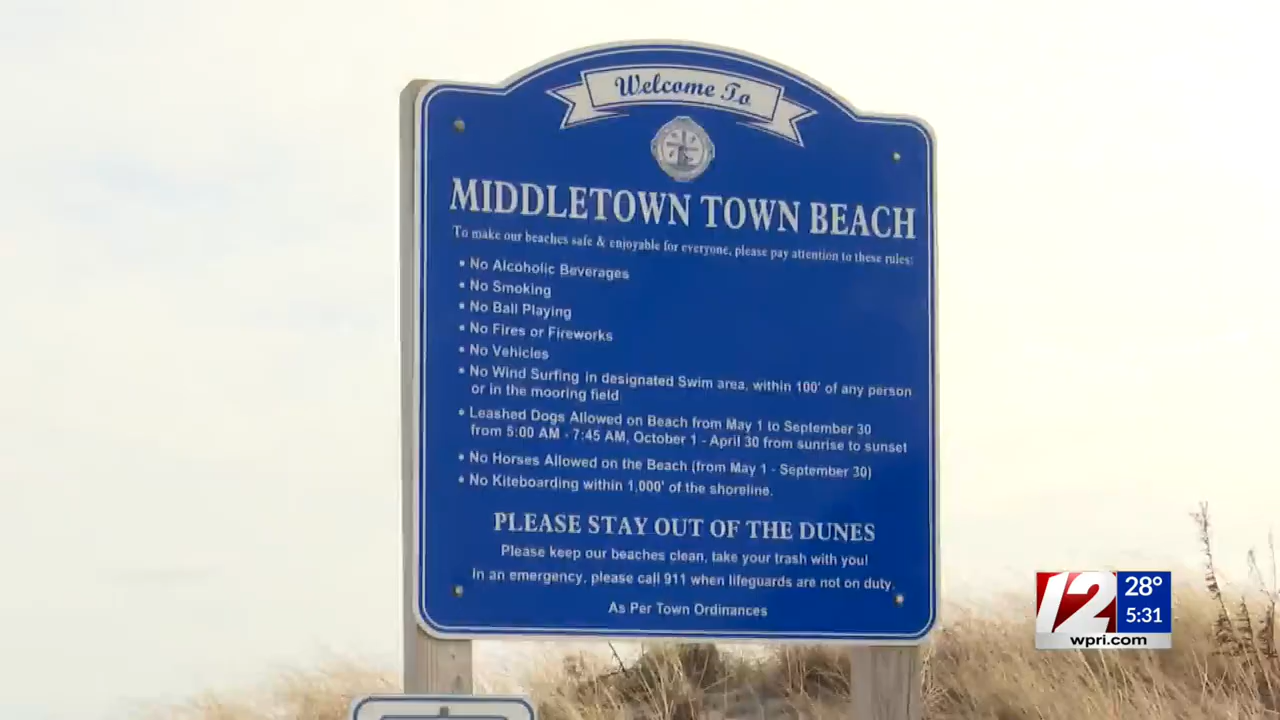 Welcome To
MIDDLETOWN TOWN BEACH
To make our beaches safe & enjoyable for everyone, please pay attention to these rules:
• No Alcoholic Beverages
• No Smoking
• No Ball Playing
• No Fires or Fireworks
• No Vehicles
• No Wind Surfing in designated Swim area, within 100' of any person
or in the mooring field
• Leashed Dogs Allowed on Beach from May 1 to September 30
from 5:00 AM - 7:45 AM, October 1 - April 30 from sunrise to sunset
• No Horses Allowed on the Beach (from May 1 - September 30)
• No Kiteboarding within 1,000' of the shoreline.
PLEASE STAY OUT OF THE DUNES
Please keep our beaches clean, take your trash with you!
In an emergency, please call 911 when lifeguards are not on duty.
As Per Town Ordinances
12
28°
5:31
wpri.com